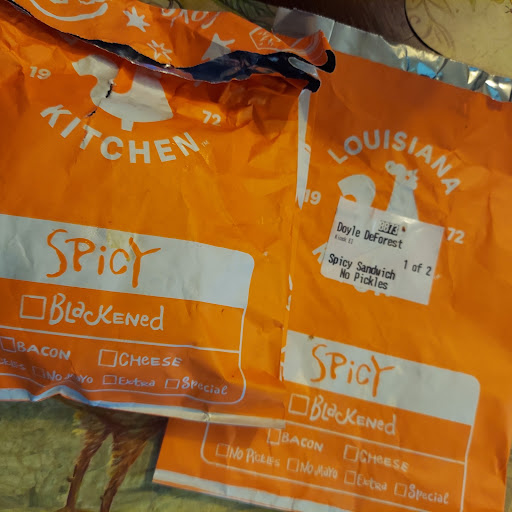 19 72
KITCHEN
SPICY
BLaCKENed
BACON CHEESE
No Mayo Extra Special
LOUISIANA
19 72
Doyle DeForest
1 of 2
Spicy Sandwich
No Pickles
SPICY
BLaCKENed
BACON CHEESE
No PICKLES No Mayo Extra Special